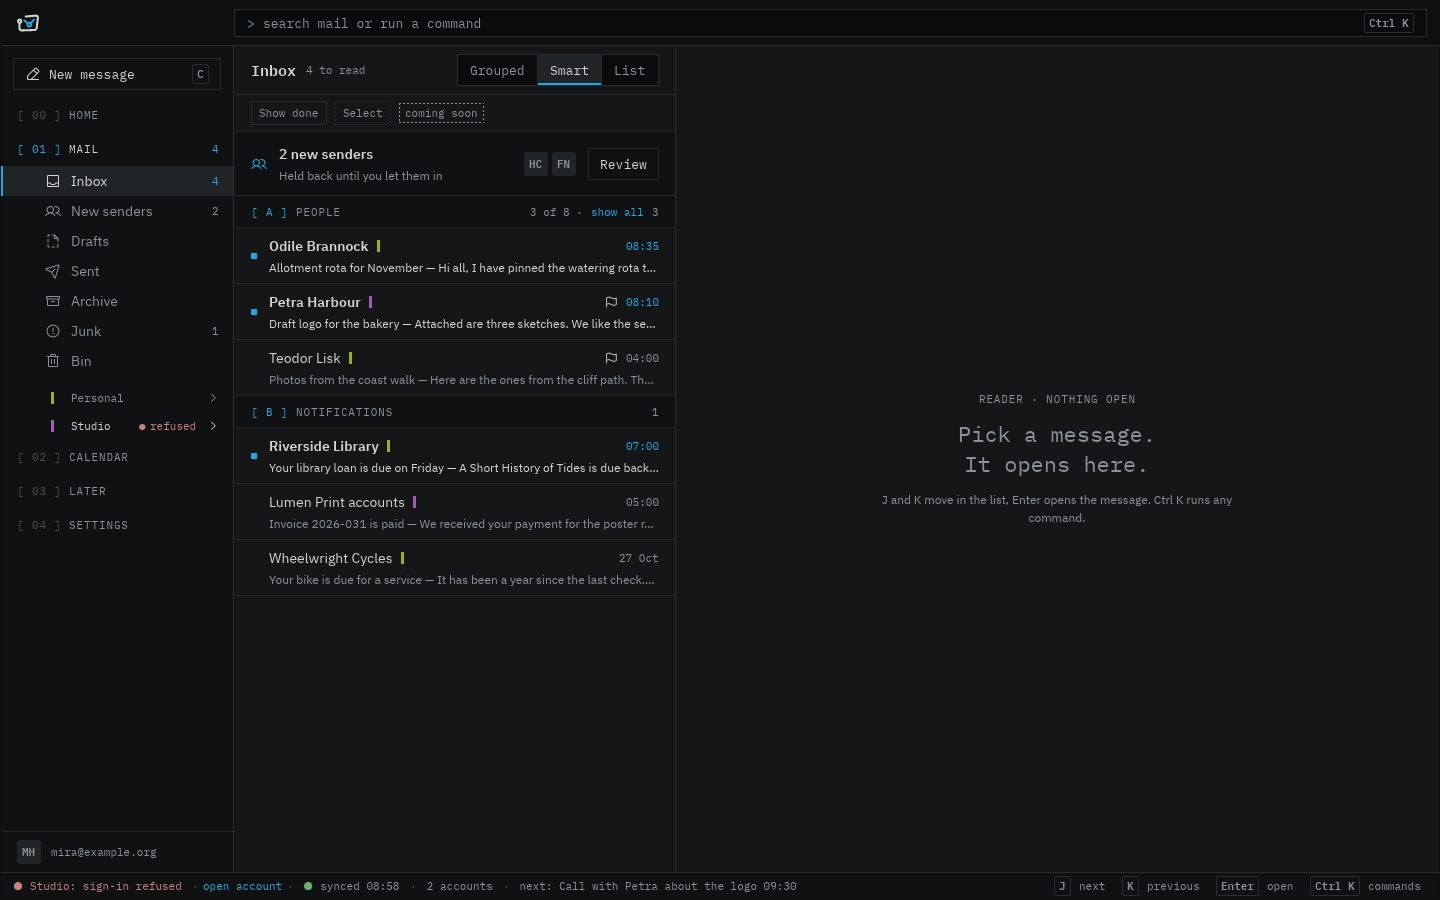 > search mail or run a command Ctrl K
New message C
[ 00 ] HOME
[ 01 ] MAIL 4
Inbox 4
New senders 2
Drafts
Sent
Archive
Junk 1
Bin
Personal
Studio refused
[ 02 ] CALENDAR
[ 03 ] LATER
[ 04 ] SETTINGS
MH mira@example.org
Inbox 4 to read Grouped Smart List
Show done Select coming soon
2 new senders
Held back until you let them in
HC FN Review
[ A ] PEOPLE 3 of 8 · show all 3
Odile Brannock 08:35
Allotment rota for November — Hi all, I have pinned the watering rota t...
Petra Harbour 08:10
Draft logo for the bakery — Attached are three sketches. We like the se...
Teodor Lisk 04:00
Photos from the coast walk — Here are the ones from the cliff path. Th...
[ B ] NOTIFICATIONS 1
Riverside Library 07:00
Your library loan is due on Friday — A Short History of Tides is due back...
Lumen Print accounts 05:00
Invoice 2026-031 is paid — We received your payment for the poster r...
Wheelwright Cycles 27 Oct
Your bike is due for a service — It has been a year since the last check....
READER · NOTHING OPEN
Pick a message.
It opens here.
J and K move in the list, Enter opens the message. Ctrl K runs any
command.
Studio: sign-in refused · open account · synced 08:58 · 2 accounts · next: Call with Petra about the logo 09:30
J next K previous Enter open Ctrl K commands